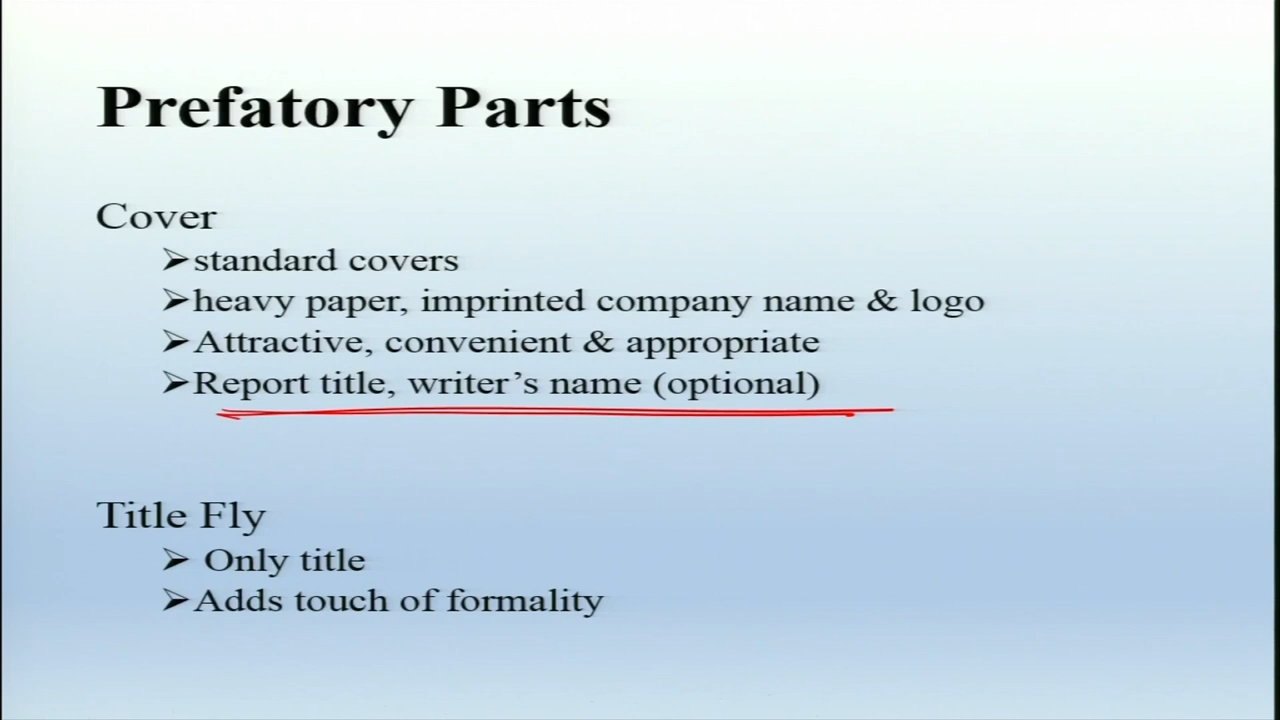 Prefatory Parts
Cover
➢standard covers
➢heavy paper, imprinted company name & logo
➢Attractive, convenient & appropriate
➢Report title, writer’s name (optional)
Title Fly
➢ Only title
➢Adds touch of formality